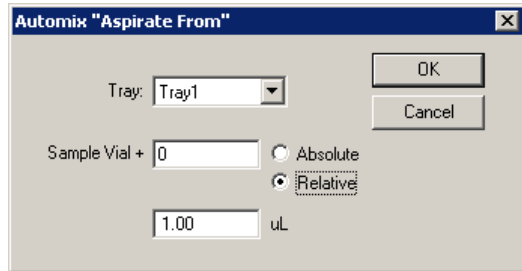 Automix "Aspirate From"
OK
Tray: Tray1
Cancel
Sample Vial + 0
Absolute
Relative
1.00 uL